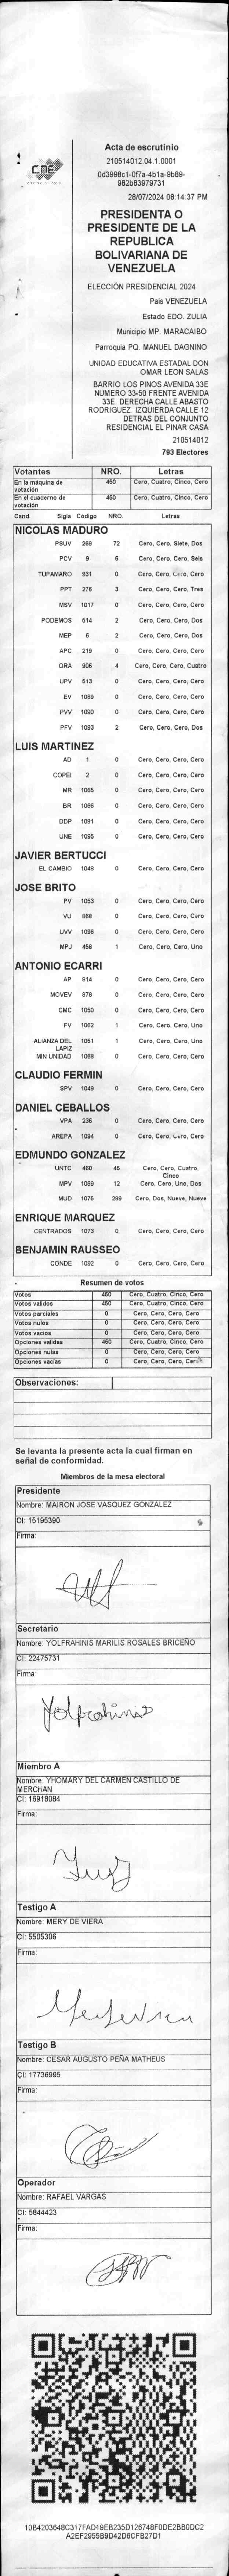 CNE
Acta de escrutinio
210514012.04.1.0001
0d3998c1-0f7a-4b1a-9b89-
982b83979731
28/07/2024 08:14:37 PM
PRESIDENTA O
PRESIDENTE DE LA
REPUBLICA
BOLIVARIANA DE
VENEZUELA
ELECCIÓN PRESIDENCIAL 2024
País VENEZUELA
Estado EDO. ZULIA
Municipio MP. MARACAIBO
Parroquia PQ. MANUEL DAGNINO
UNIDAD EDUCATIVA ESTADAL DON
OMAR LEON SALAS
BARRIO LOS PINOS AVENIDA 33E
NUMERO 33-50 FRENTE AVENIDA
33E. DERECHA CALLE ABASTO
RODRIGUEZ. IZQUIERDA CALLE 12
DETRAS DEL CONJUNTO
RESIDENCIAL EL PINAR CASA
210514012
793 Electores
Votantes NRO. Letras
En la máquina de votación 450 Cero, Cuatro, Cinco, Cero
En el cuaderno de votación 450 Cero, Cuatro, Cinco, Cero
Cand. Sigla Código NRO. Letras
NICOLAS MADURO
PSUV 269 72 Cero, Cero, Siete, Dos
PCV 9 6 Cero, Cero, Cero, Seis
TUPAMARO 931 0 Cero, Cero, Cero, Cero
PPT 276 3 Cero, Cero, Cero, Tres
MSV 1017 0 Cero, Cero, Cero, Cero
PODEMOS 514 2 Cero, Cero, Cero, Dos
MEP 6 2 Cero, Cero, Cero, Dos
APC 219 0 Cero, Cero, Cero, Cero
ORA 906 4 Cero, Cero, Cero, Cuatro
UPV 513 0 Cero, Cero, Cero, Cero
EV 1089 0 Cero, Cero, Cero, Cero
PVV 1090 0 Cero, Cero, Cero, Cero
PFV 1093 2 Cero, Cero, Cero, Dos
LUIS MARTINEZ
AD 1 0 Cero, Cero, Cero, Cero
COPEI 2 0 Cero, Cero, Cero, Cero
MR 1065 0 Cero, Cero, Cero, Cero
BR 1066 0 Cero, Cero, Cero, Cero
DDP 1091 0 Cero, Cero, Cero, Cero
UNE 1095 0 Cero, Cero, Cero, Cero
JAVIER BERTUCCI
EL CAMBIO 1048 0 Cero, Cero, Cero, Cero
JOSE BRITO
PV 1053 0 Cero, Cero, Cero, Cero
VU 868 0 Cero, Cero, Cero, Cero
UVV 1096 0 Cero, Cero, Cero, Cero
MPJ 458 1 Cero, Cero, Cero, Uno
ANTONIO ECARRI
AP 814 0 Cero, Cero, Cero, Cero
MOVEV 878 0 Cero, Cero, Cero, Cero
CMC 1050 0 Cero, Cero, Cero, Cero
FV 1062 1 Cero, Cero, Cero, Uno
ALIANZA DEL LAPIZ 1051 1 Cero, Cero, Cero, Uno
MIN UNIDAD 1068 0 Cero, Cero, Cero, Cero
CLAUDIO FERMIN
SPV 1049 0 Cero, Cero, Cero, Cero
DANIEL CEBALLOS
VPA 236 0 Cero, Cero, Cero, Cero
AREPA 1094 0 Cero, Cero, Cero, Cero
EDMUNDO GONZALEZ
UNTC 460 45 Cero, Cero, Cuatro, Cinco
MPV 1069 12 Cero, Cero, Uno, Dos
MUD 1075 299 Cero, Dos, Nueve, Nueve
ENRIQUE MARQUEZ
CENTRADOS 1073 0 Cero, Cero, Cero, Cero
BENJAMIN RAUSSEO
CONDE 1092 0 Cero, Cero, Cero, Cero
Resumen de votos
Votos 450 Cero, Cuatro, Cinco, Cero
Votos validos 450 Cero, Cuatro, Cinco, Cero
Votos parciales 0 Cero, Cero, Cero, Cero
Votos nulos 0 Cero, Cero, Cero, Cero
Votos vacios 0 Cero, Cero, Cero, Cero
Opciones validas 450 Cero, Cuatro, Cinco, Cero
Opciones nulas 0 Cero, Cero, Cero, Cero
Opciones vacias 0 Cero, Cero, Cero, Cero
Observaciones:
Se levanta la presente acta la cual firman en
señal de conformidad.
Miembros de la mesa electoral
Presidente
Nombre: MAIRON JOSE VASQUEZ GONZALEZ
CI: 15195390
Firma:
Secretario
Nombre: YOLFRAHINIS MARILIS ROSALES BRICEÑO
CI: 22475731
Firma:
Miembro A
Nombre: YHOMARY DEL CARMEN CASTILLO DE
MERCHAN
CI: 16918084
Firma:
Testigo A
Nombre: MERY DE VIERA
CI: 5505306
Firma:
Testigo B
Nombre: CESAR AUGUSTO PEÑA MATHEUS
CI: 17736995
Firma:
Operador
Nombre: RAFAEL VARGAS
CI: 5844423
Firma:
10B4203648C317FAD19EB235D126748F0DE2BB0DC2
A2EF2955B9D42D6CFB27D1